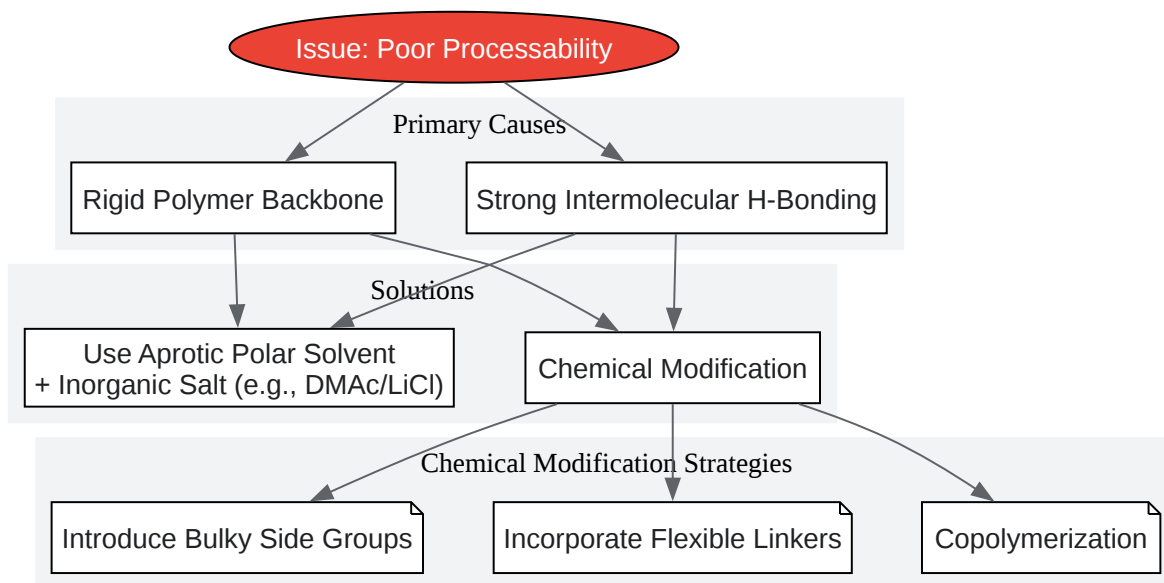 Issue: Poor Processability
Primary Causes
Rigid Polymer Backbone
Strong Intermolecular H-Bonding
Solutions
Use Aprotic Polar Solvent
+ Inorganic Salt (e.g., DMAc/LiCl)
Chemical Modification
Chemical Modification Strategies
Introduce Bulky Side Groups
Incorporate Flexible Linkers
Copolymerization